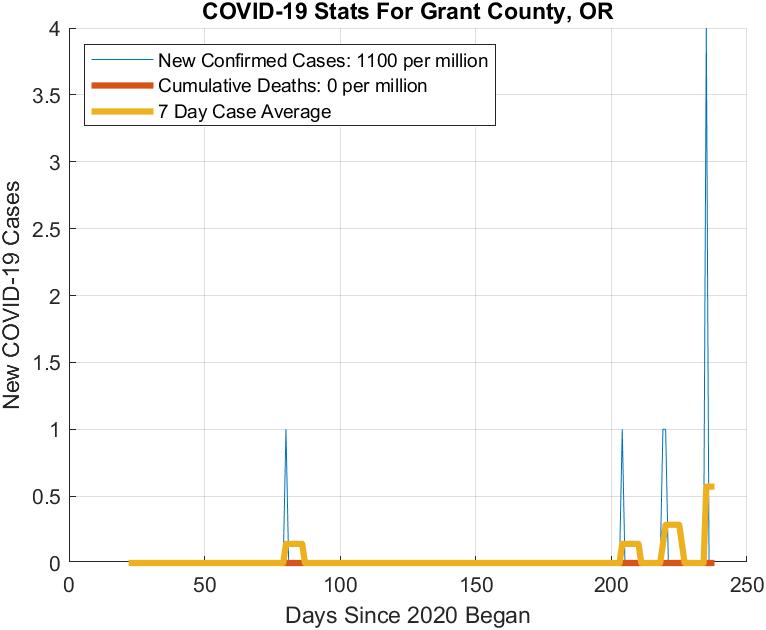 COVID-19 Stats For Grant County, OR
New Confirmed Cases: 1100 per million
Cumulative Deaths: 0 per million
7 Day Case Average
New COVID-19 Cases
4
3.5
3
2.5
2
1.5
1
0.5
0
0 50 100 150 200 250
Days Since 2020 Began